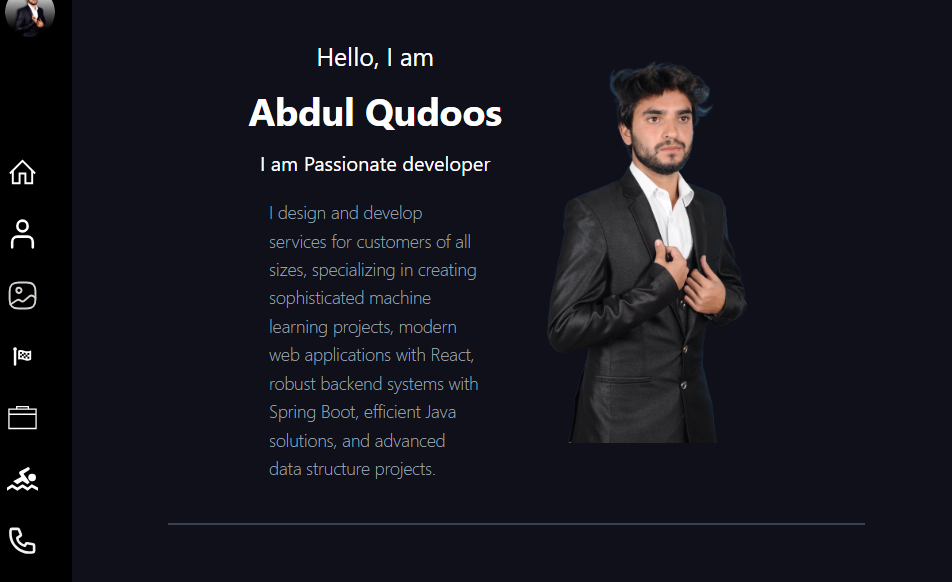 Hello, I am
Abdul Qudoos
I am Passionate developer
I design and develop
services for customers of all
sizes, specializing in creating
sophisticated machine
learning projects, modern
web applications with React,
robust backend systems with
Spring Boot, efficient Java
solutions, and advanced
data structure projects.